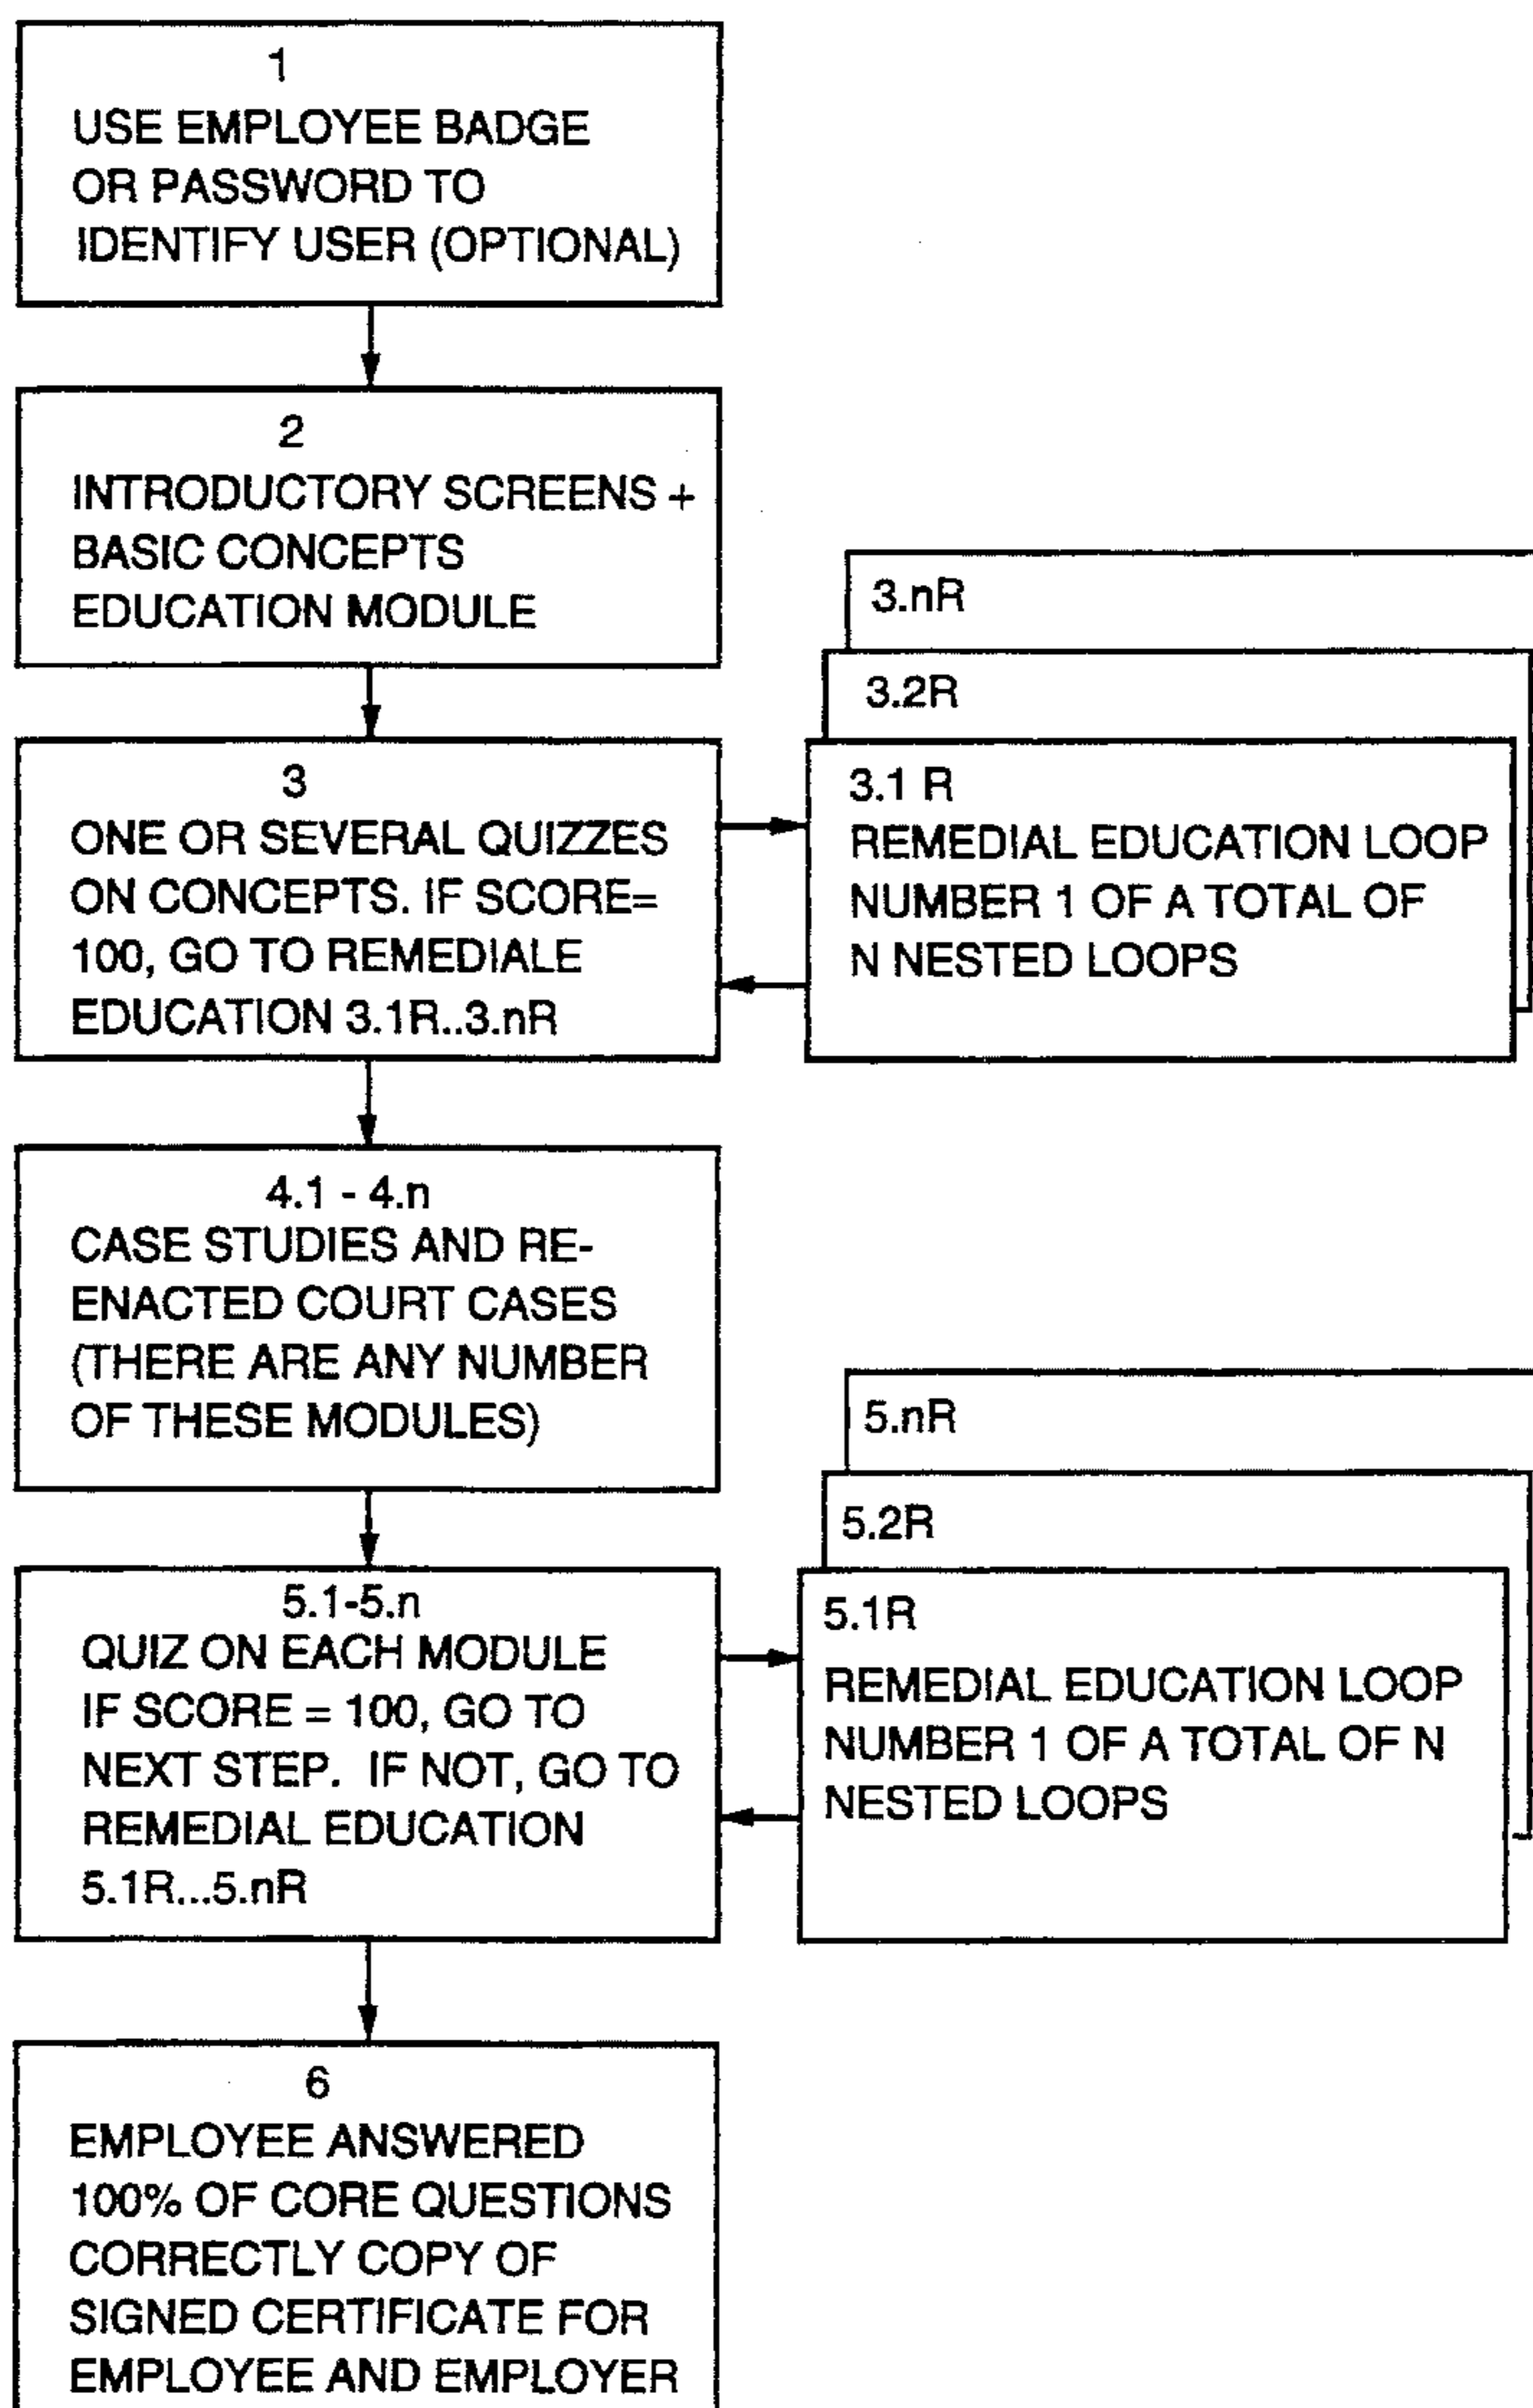 1
USE EMPLOYEE BADGE
OR PASSWORD TO
IDENTIFY USER (OPTIONAL)
2
INTRODUCTORY SCREENS +
BASIC CONCEPTS
EDUCATION MODULE
3
ONE OR SEVERAL QUIZZES
ON CONCEPTS. IF SCORE=
100, GO TO REMEDIALE
EDUCATION 3.1R..3.nR
3.nR
3.2R
3.1 R
REMEDIAL EDUCATION LOOP
NUMBER 1 OF A TOTAL OF
N NESTED LOOPS
4.1 - 4.n
CASE STUDIES AND RE-
ENACTED COURT CASES
(THERE ARE ANY NUMBER
OF THESE MODULES)
5.1-5.n
QUIZ ON EACH MODULE
IF SCORE = 100, GO TO
NEXT STEP. IF NOT, GO TO
REMEDIAL EDUCATION
5.1R...5.nR
5.nR
5.2R
5.1R
REMEDIAL EDUCATION LOOP
NUMBER 1 OF A TOTAL OF N
NESTED LOOPS
6
EMPLOYEE ANSWERED
100% OF CORE QUESTIONS
CORRECTLY COPY OF
SIGNED CERTIFICATE FOR
EMPLOYEE AND EMPLOYER